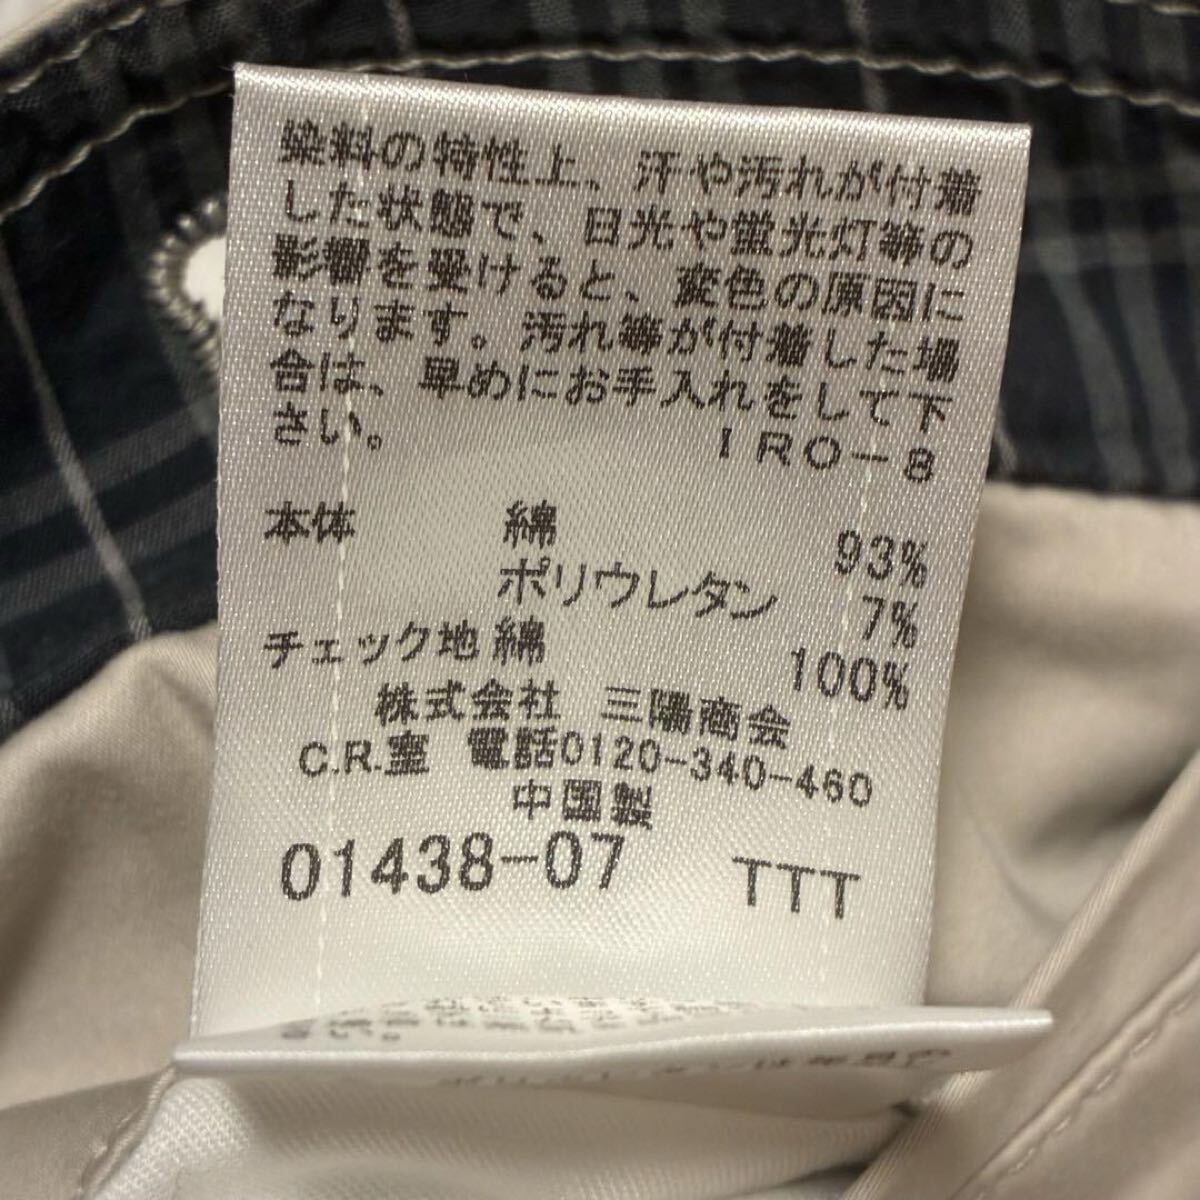 染料の特性上、汗や汚れが付着
した状態で、日光や蛍光灯等の
影響を受けると、変色の原因に
なります。汚れ等が付着した場
合は、早めにお手入れをして下
さい。 IRO-8
本体 綿 93%
ポリウレタン 7%
チェック地 綿 100%
株式会社 三陽商会
C.R.室 電話0120-340-460
中国製
01438-07 TTT